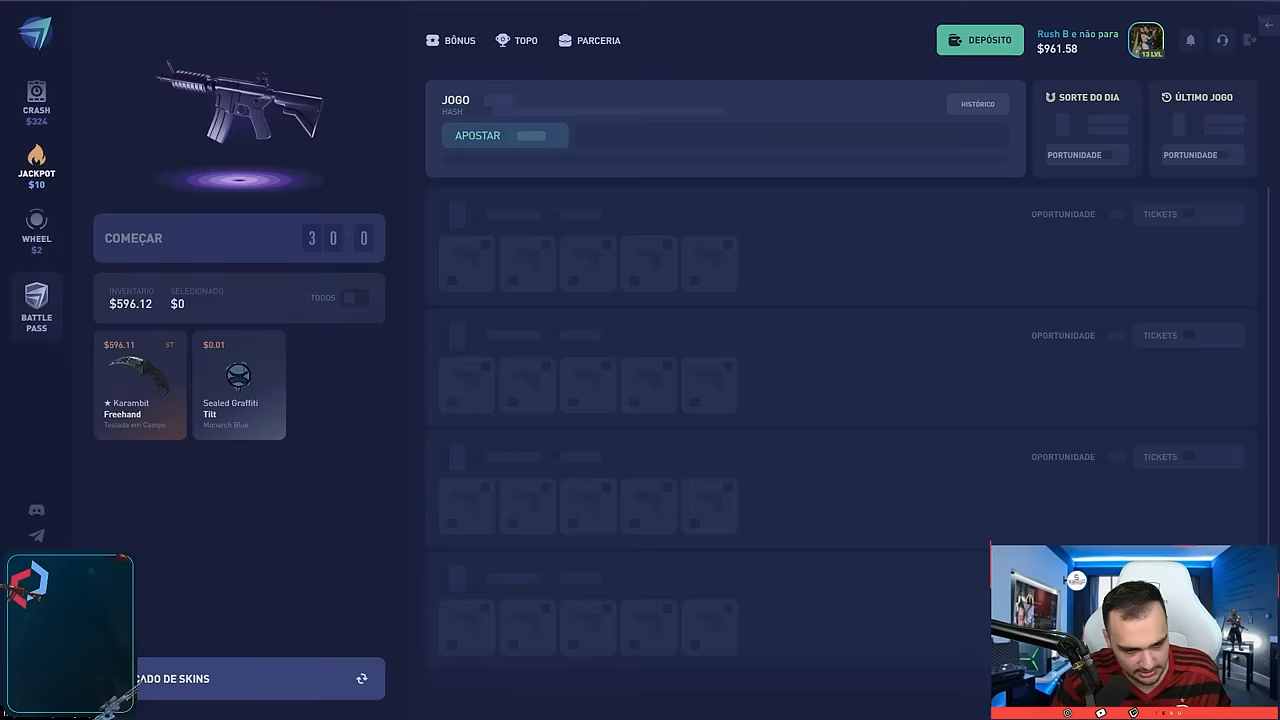 BÔNUS
TOPO
PARCERIA
DEPÓSITO
Rush B e não para
$961.58
13 LVL
CRASH
$324
JACKPOT
$10
WHEEL
$2
BATTLE
PASS
COMEÇAR
3 0 0
INVENTARIO
$596.12
SELECIONADO
$0
TODOS
$596.11
ST
★ Karambit
Freehand
Testada em Campo
$0.01
Sealed Graffiti
Tilt
Monarch Blue
ADO DE SKINS
JOGO
HASH
HISTÓRICO
APOSTAR
SORTE DO DIA
PORTUNIDADE
ÚLTIMO JOGO
PORTUNIDADE
OPORTUNIDADE
TICKETS
OPORTUNIDADE
TICKETS
OPORTUNIDADE
TICKETS